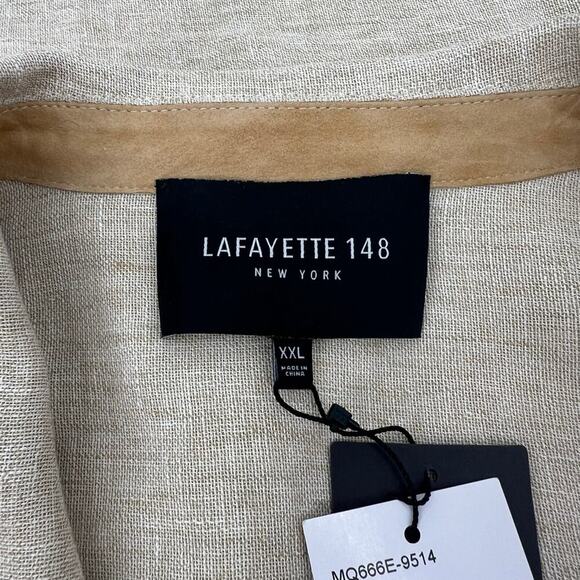 LAFAYETTE 148
NEW YORK
XXL
MADE IN
CHINA
MQ666E-9514